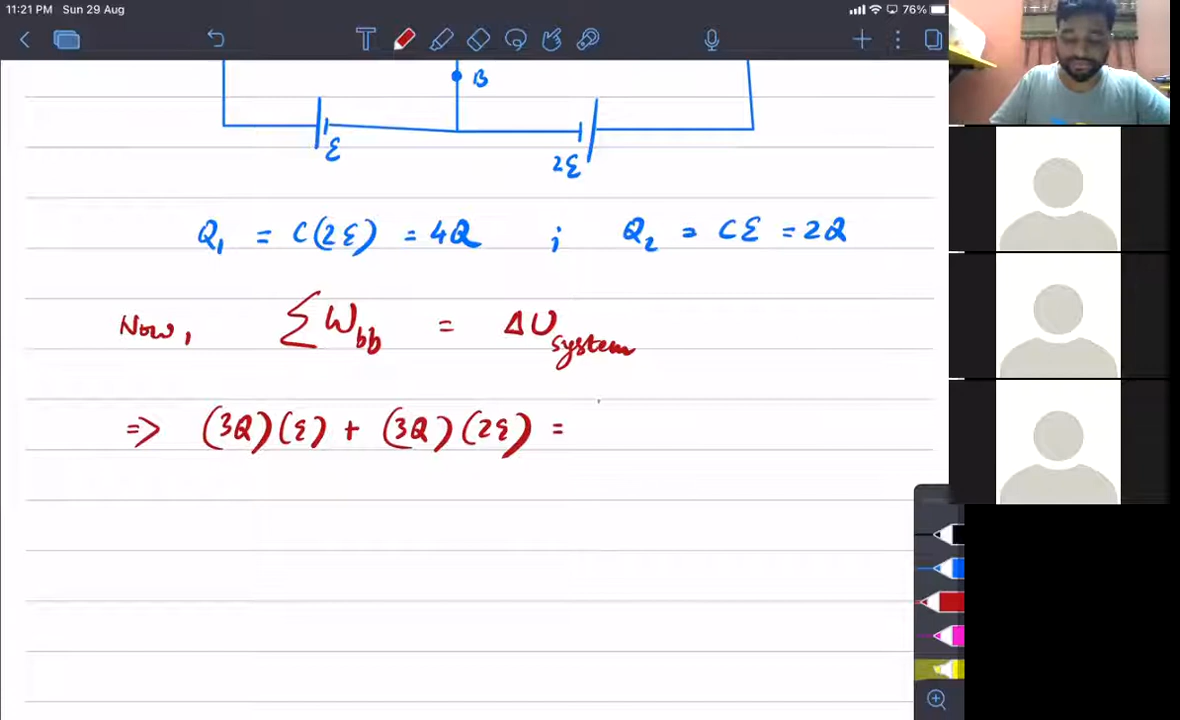 11:21 PM Sun 29 Aug 76%
T
B
ε
2ε
Q₁ = C(2ε) = 4Q ; Q₂ = Cε = 2Q
Now, ∑W_bb = ΔU_system
=> (3Q)(ε) + (3Q)(2ε) =